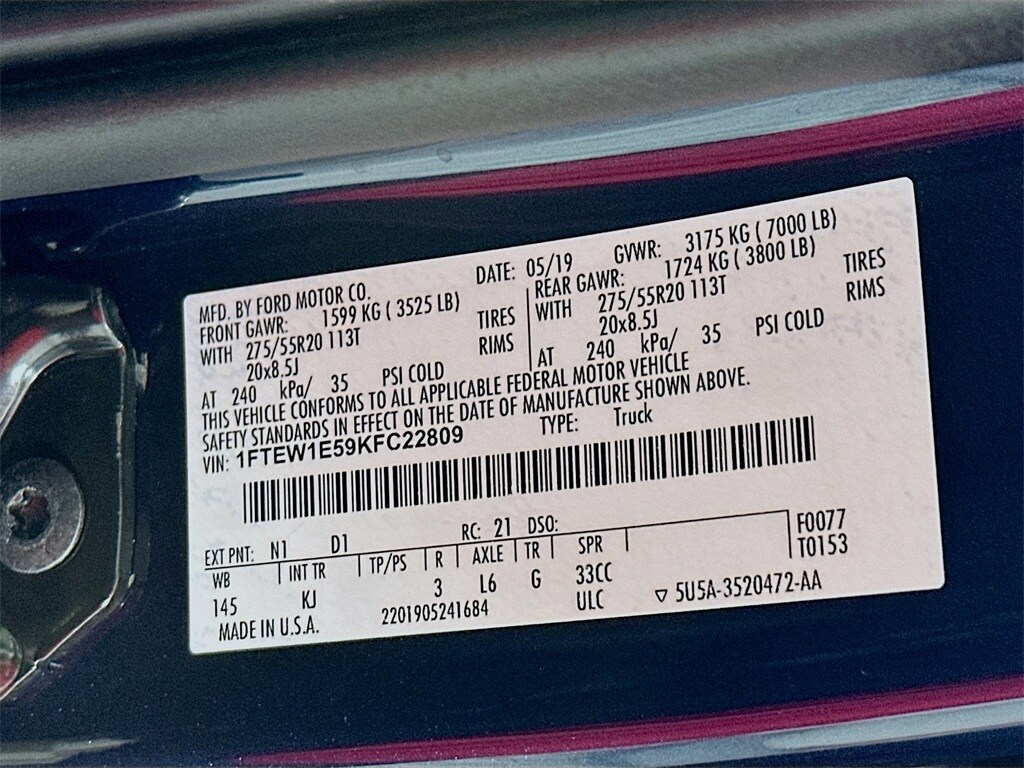 MFD. BY FORD MOTOR CO. DATE: 05/19 GVWR: 3175 KG ( 7000 LB)
FRONT GAWR: 1599 KG ( 3525 LB) REAR GAWR: 1724 KG ( 3800 LB)
WITH 275/55R20 113T TIRES WITH 275/55R20 113T TIRES
20x8.5J RIMS 20x8.5J RIMS
AT 240 kPa/ 35 PSI COLD AT 240 kPa/ 35 PSI COLD
THIS VEHICLE CONFORMS TO ALL APPLICABLE FEDERAL MOTOR VEHICLE
SAFETY STANDARDS IN EFFECT ON THE DATE OF MANUFACTURE SHOWN ABOVE.
VIN: 1FTEW1E59KFC22809 TYPE: Truck
EXT PNT: N1 D1 RC: 21 DSO: F0077
WB INT TR TP/PS R AXLE TR SPR T0153
145 KJ 3 L6 G 33CC
ULC
MADE IN U.S.A. 2201905241684 ▽ 5U5A-3520472-AA